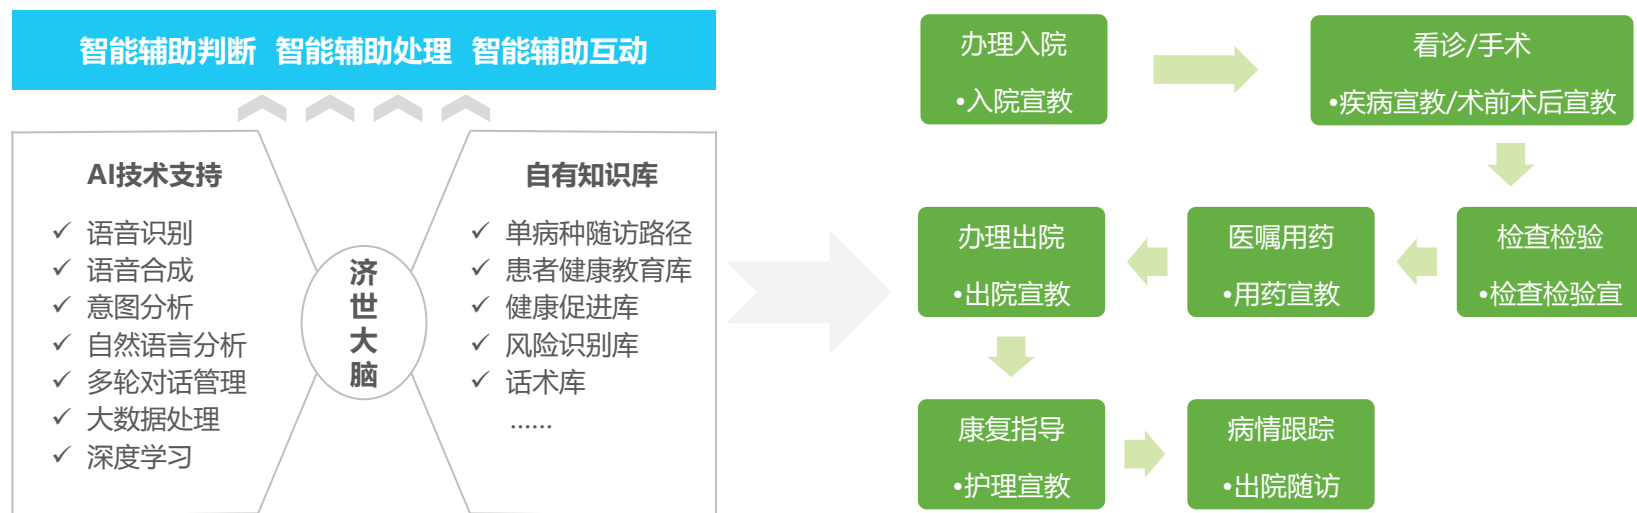 智能辅助判断 智能辅助处理 智能辅助互动
AI技术支持
✓ 语音识别
✓ 语音合成
✓ 意图分析
✓ 自然语言分析
✓ 多轮对话管理
✓ 大数据处理
✓ 深度学习
济
世
大
脑
自有知识库
✓ 单病种随访路径
✓ 患者健康教育库
✓ 健康促进库
✓ 风险识别库
✓ 话术库
......
办理入院
•入院宣教
看诊/手术
•疾病宣教/术前术后宣教
检查检验
•检查检验宣
医嘱用药
•用药宣教
办理出院
•出院宣教
康复指导
•护理宣教
病情跟踪
•出院随访